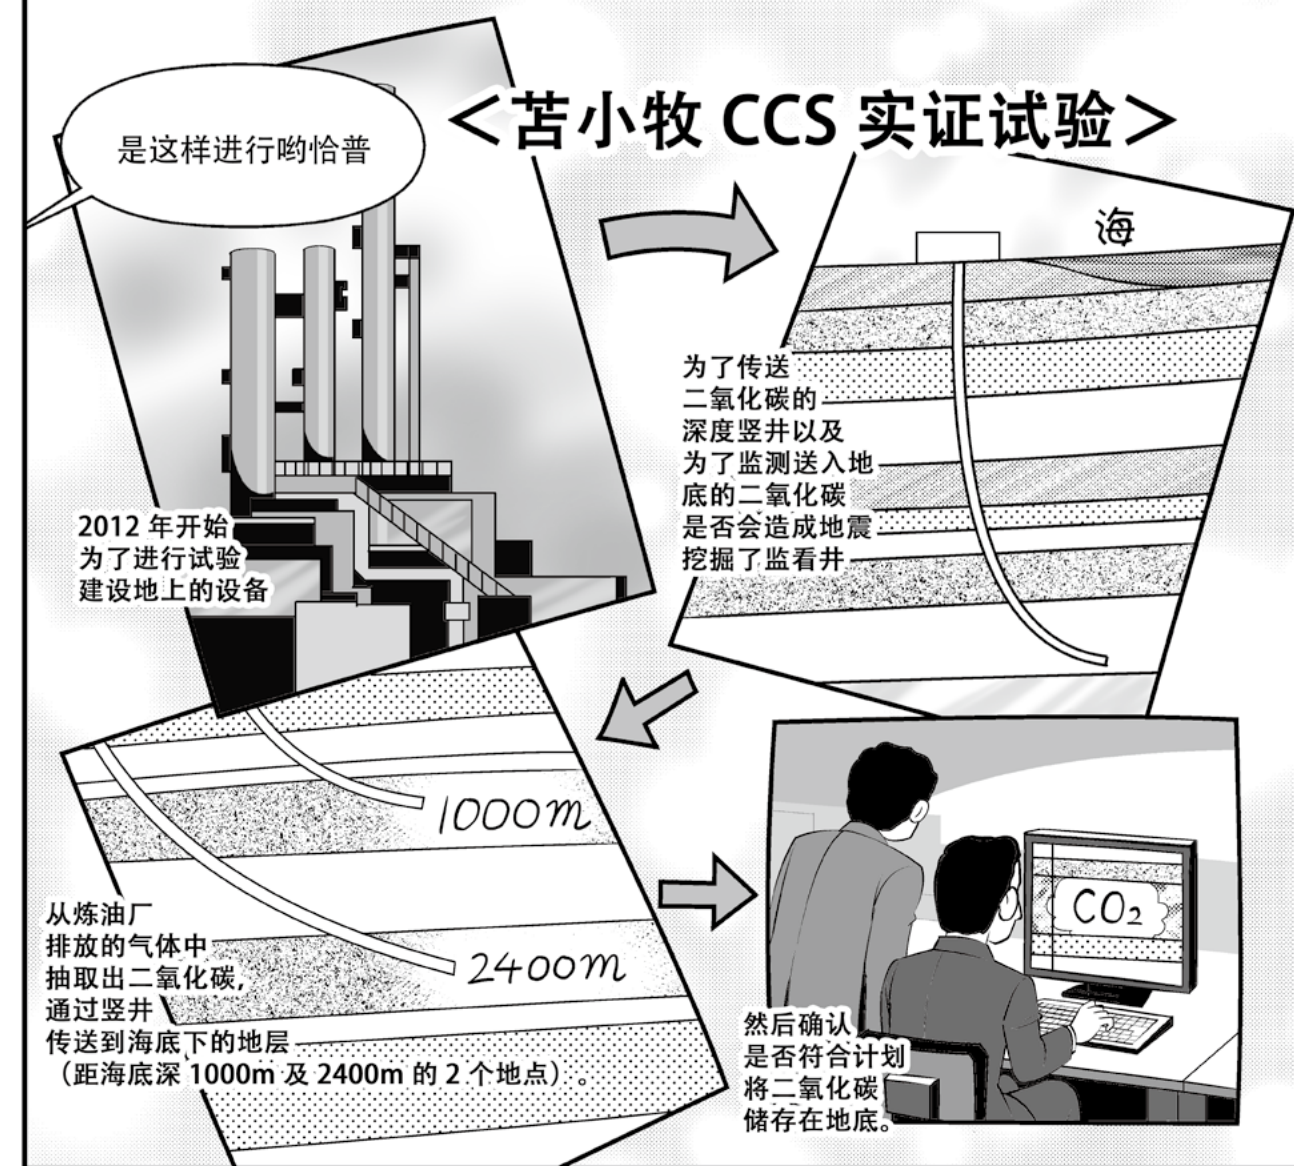 是这样进行哟恰普
＜苫小牧 CCS 实证试验＞
2012 年开始
为了进行试验
建设地上的设备
海
为了传送
二氧化碳的
深度竖井以及
为了监测送入地
底的二氧化碳
是否会造成地震
挖掘了监看井
1000m
2400m
从炼油厂
排放的气体中
抽取出二氧化碳，
通过竖井
传送到海底下的地层
（距海底深 1000m 及 2400m 的 2 个地点）。
CO₂
然后确认
是否符合计划
将二氧化碳
储存在地底。